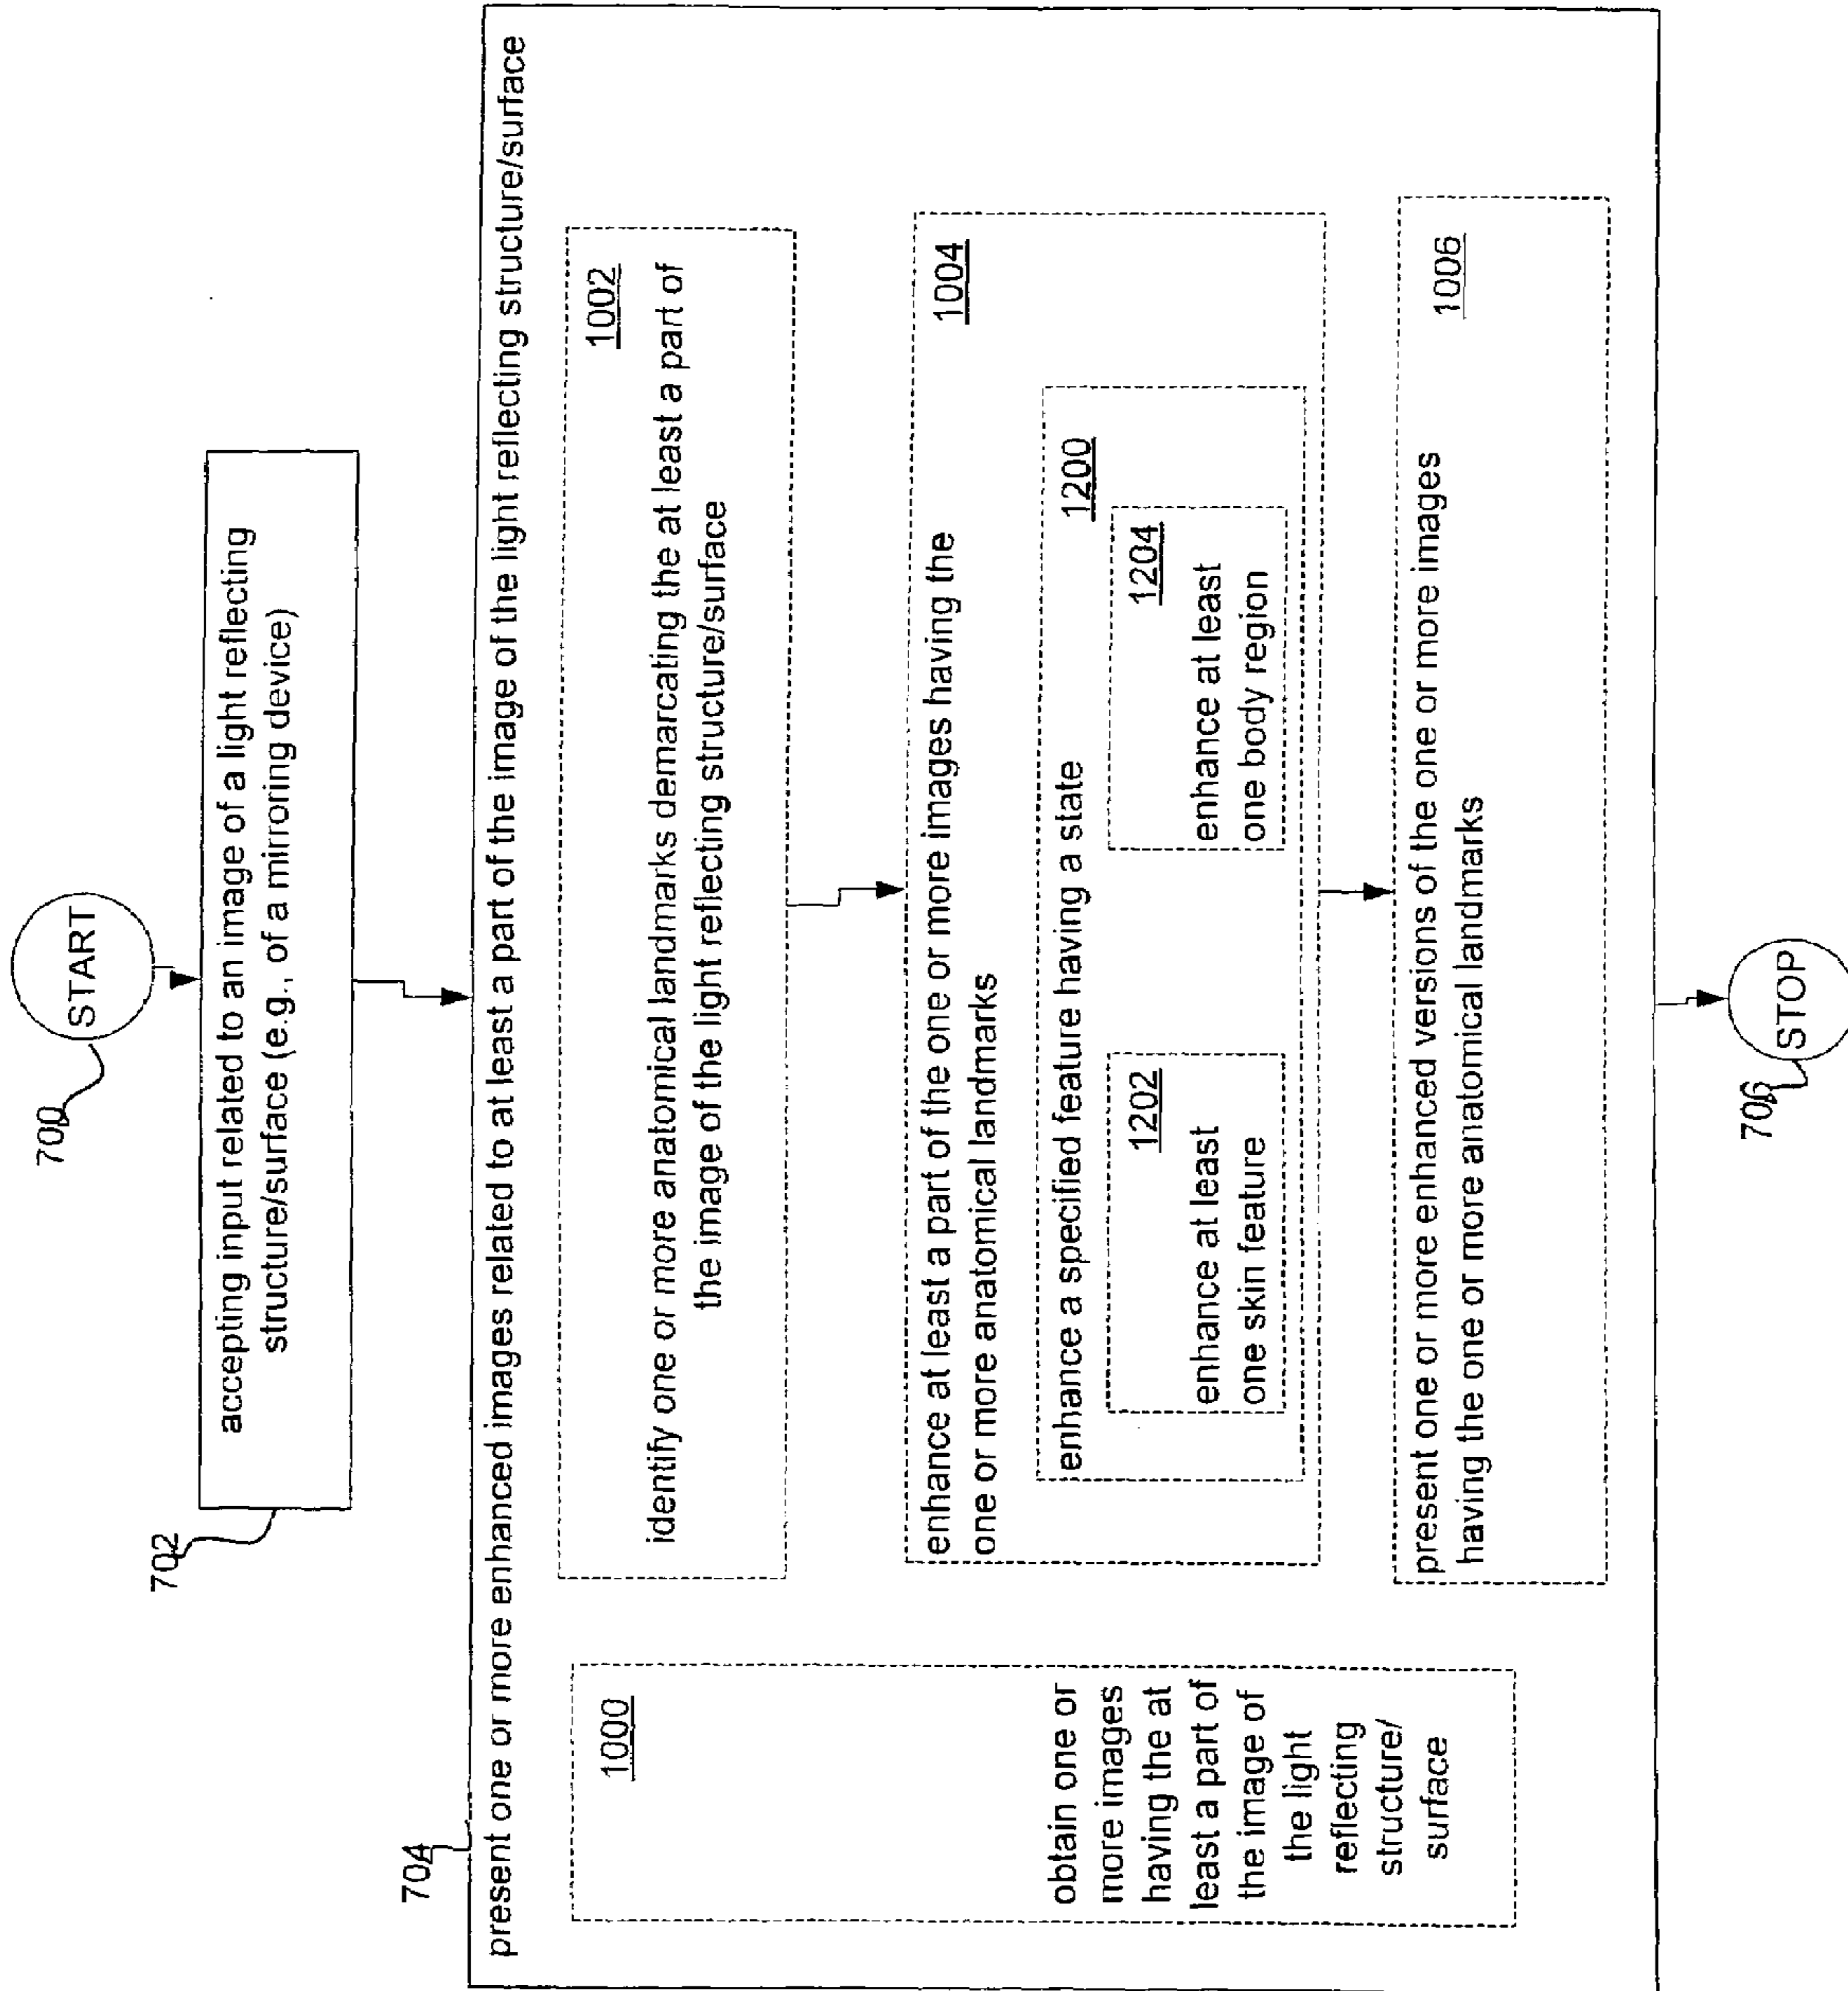 START
700
accepting input related to an image of a light reflecting
structure/surface (e.g., of a mirroring device)
702
704
present one or more enhanced images related to at least a part of the image of the light reflecting structure/surface
1000
obtain one or
more images
having the at
least a part of
the image of
the light
reflecting
structure/
surface
1002
identify one or more anatomical landmarks demarcating the at least a part of
the image of the light reflecting structure/surface
1004
enhance at least a part of the one or more images having the
one or more anatomical landmarks
1200
enhance a specified feature having a state
1202
enhance at least
one skin feature
1204
enhance at least
one body region
1006
present one or more enhanced versions of the one or more images
having the one or more anatomical landmarks
STOP
706